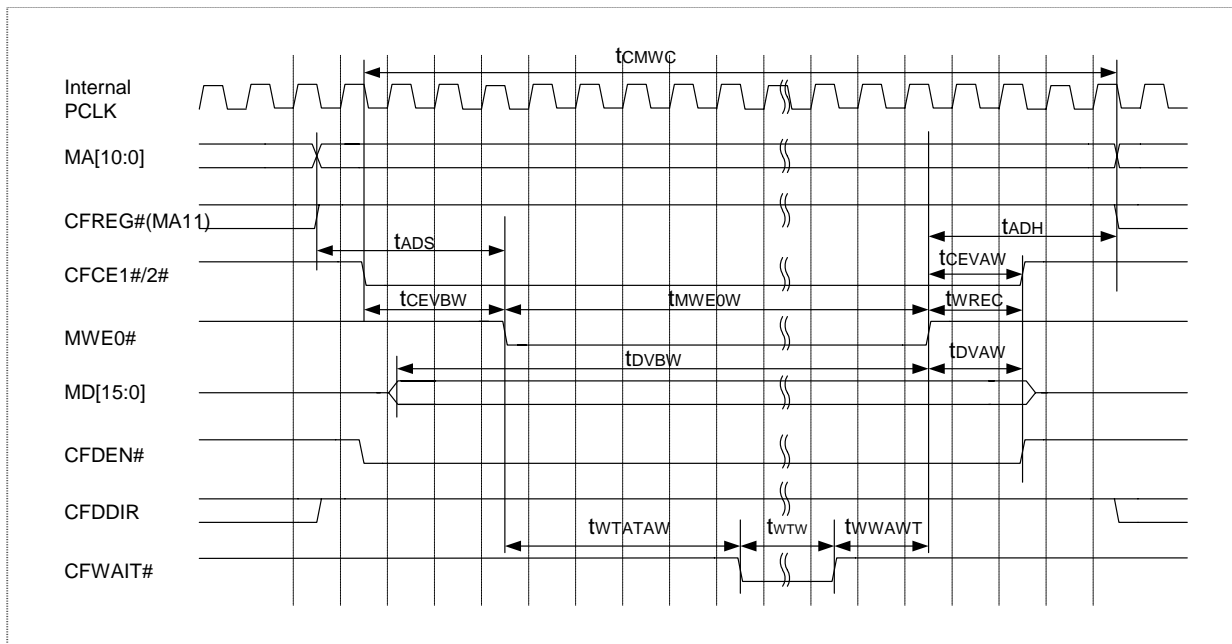 tCMWC
Internal
PCLK
MA[10:0]
CFREG#(MA11)
tADS
tADH
tCEVAW
CFCE1#/2#
tCEVBW
tMWE0W
tWREC
MWE0#
tDVBW
tDVAW
MD[15:0]
CFDEN#
CFDDIR
tWTATAW
tWTW
tWWAWT
CFWAIT#